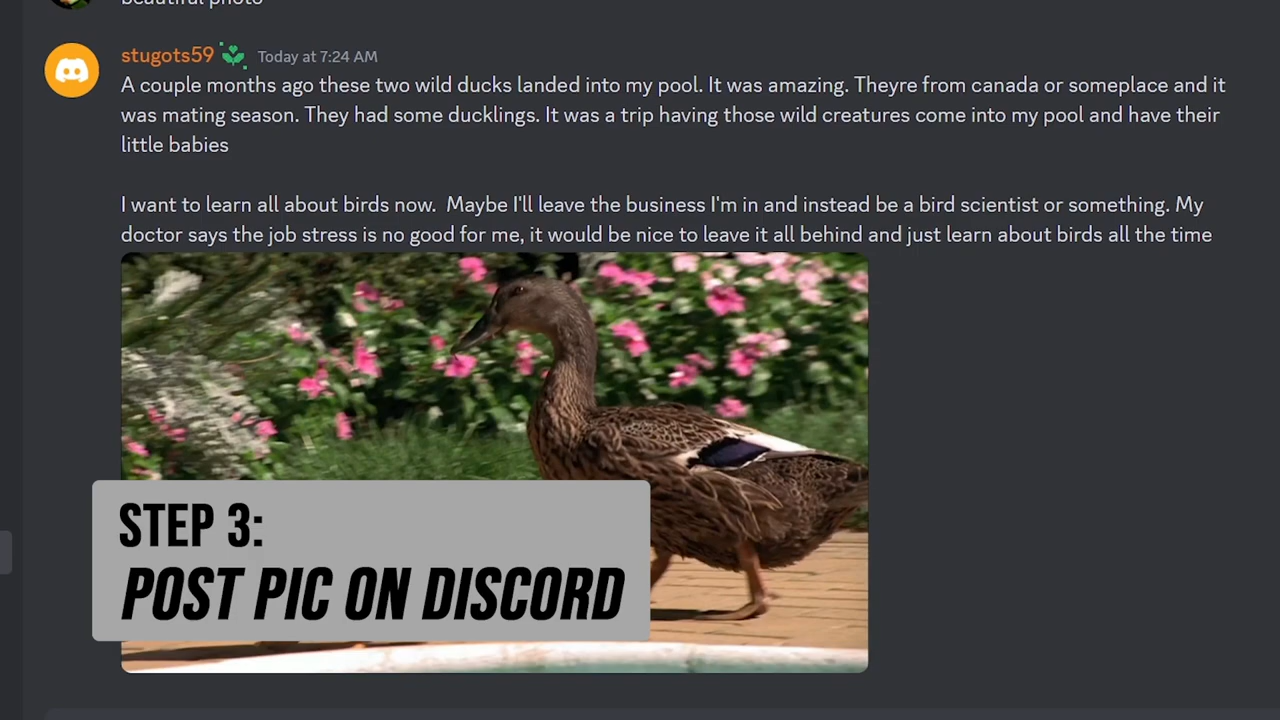 beautiful photo
stugots59 Today at 7:24 AM
A couple months ago these two wild ducks landed into my pool. It was amazing. Theyre from canada or someplace and it
was mating season. They had some ducklings. It was a trip having those wild creatures come into my pool and have their
little babies
I want to learn all about birds now.  Maybe I'll leave the business I'm in and instead be a bird scientist or something. My
doctor says the job stress is no good for me, it would be nice to leave it all behind and just learn about birds all the time
STEP 3:
POST PIC ON DISCORD